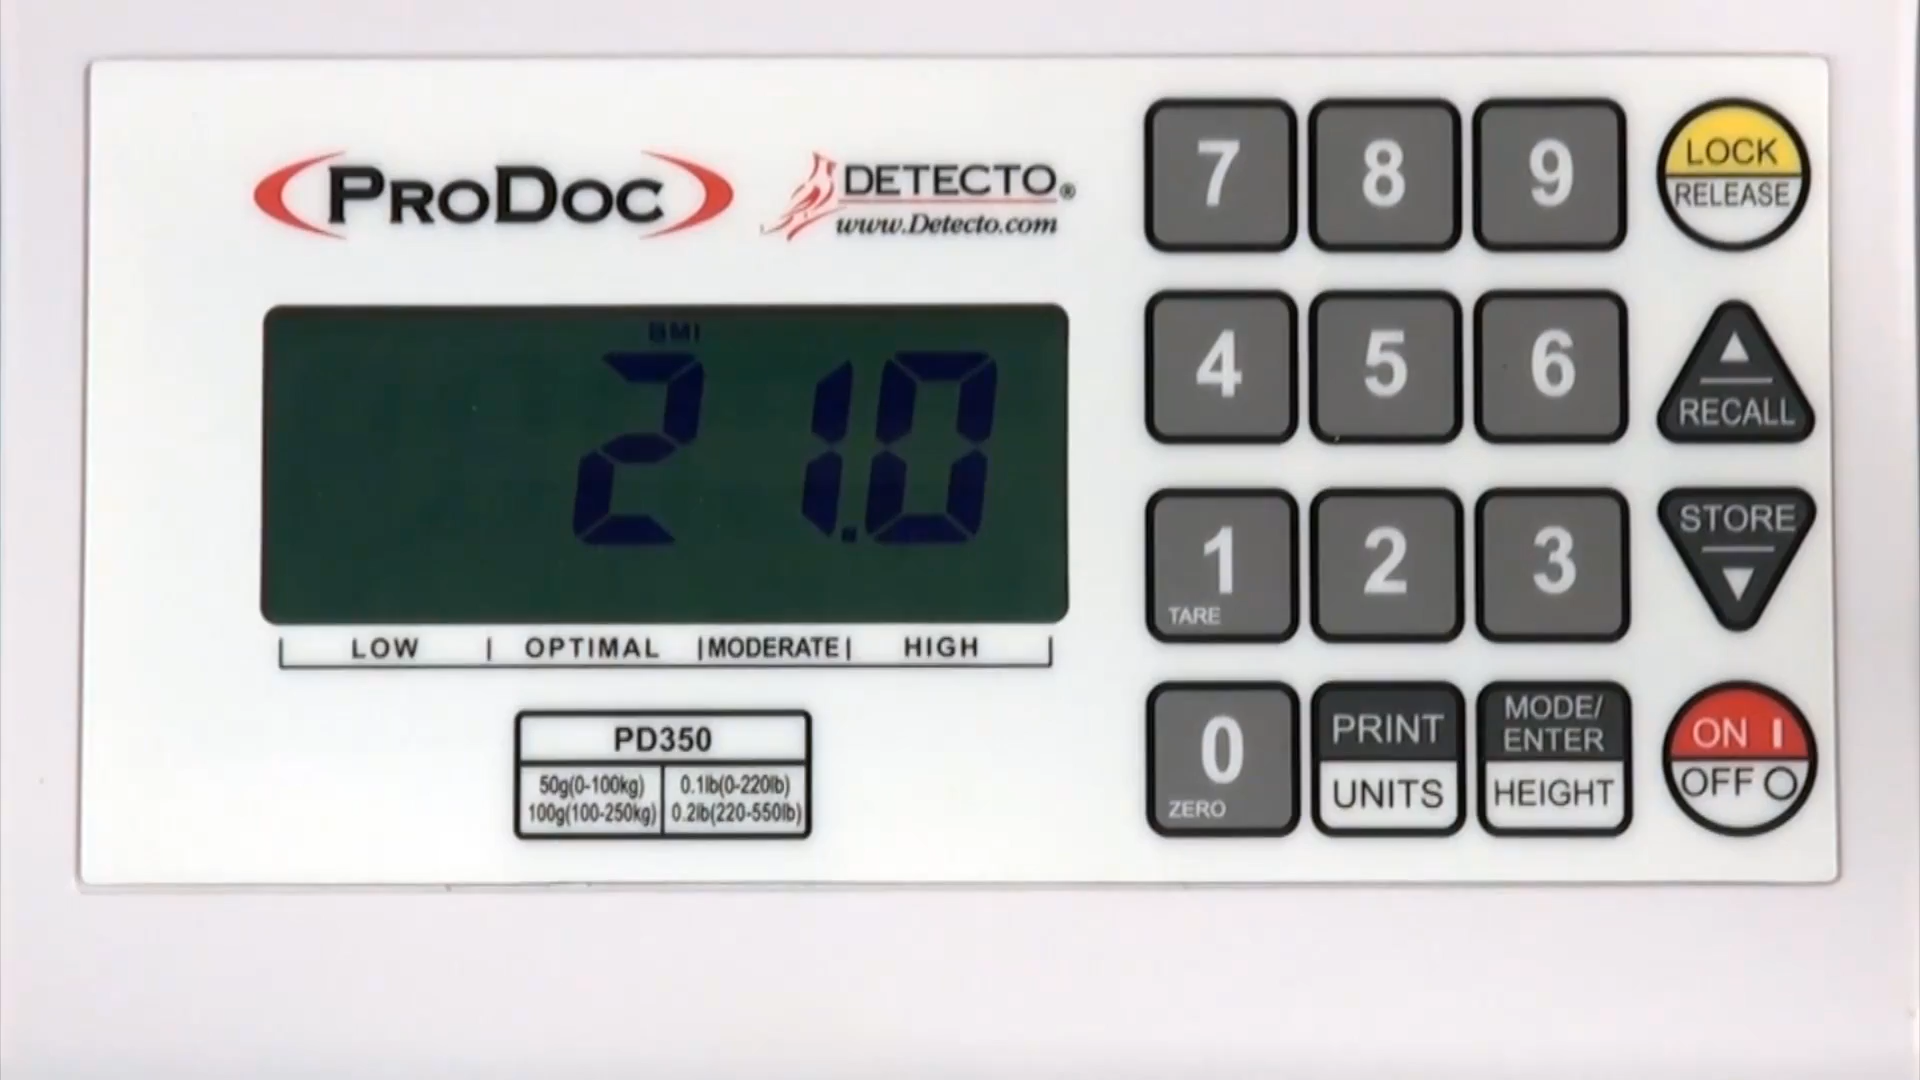 PRODOC
DETECTO®
www.Detecto.com
BMI
21.0
LOW | OPTIMAL | MODERATE | HIGH
PD350
50g(0-100kg) 0.1lb(0-220lb)
100g(100-250kg) 0.2lb(220-550lb)
7 8 9
LOCK
RELEASE
4 5 6
RECALL
1 2 3
TARE
STORE
0
ZERO
PRINT
UNITS
MODE/
ENTER
HEIGHT
ON I
OFF O